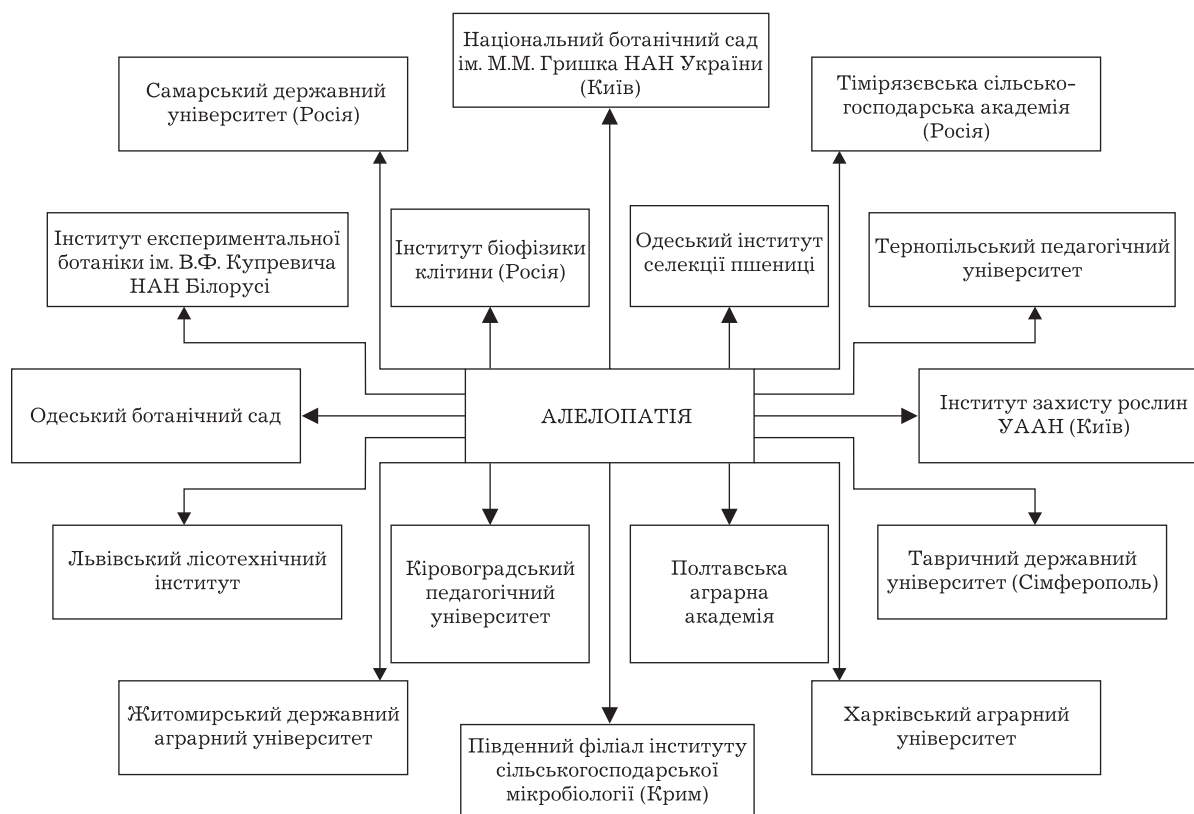 Національний ботанічний сад
ім. М.М. Гришка НАН України
(Київ)
Самарський державний
університет (Росія)
Тімірязєвська сільсько-
господарська академія
(Росія)
Інститут експериментальної
ботаніки ім. В.Ф. Купревича
НАН Білорусі
Інститут біофізики
клітини (Росія)
Одеський інститут
селекції пшениці
Тернопільський педагогічний
університет
Одеський ботанічний сад
АЛЕЛОПАТІЯ
Інститут захисту рослин
УААН (Київ)
Львівський лісотехнічний
інститут
Кіровоградський
педагогічний
університет
Полтавська
аграрна
академія
Тавричний державний
університет (Сімферополь)
Житомирський державний
аграрний університет
Південний філіал інституту
сільськогосподарської
мікробіології (Крим)
Харківський аграрний
університет